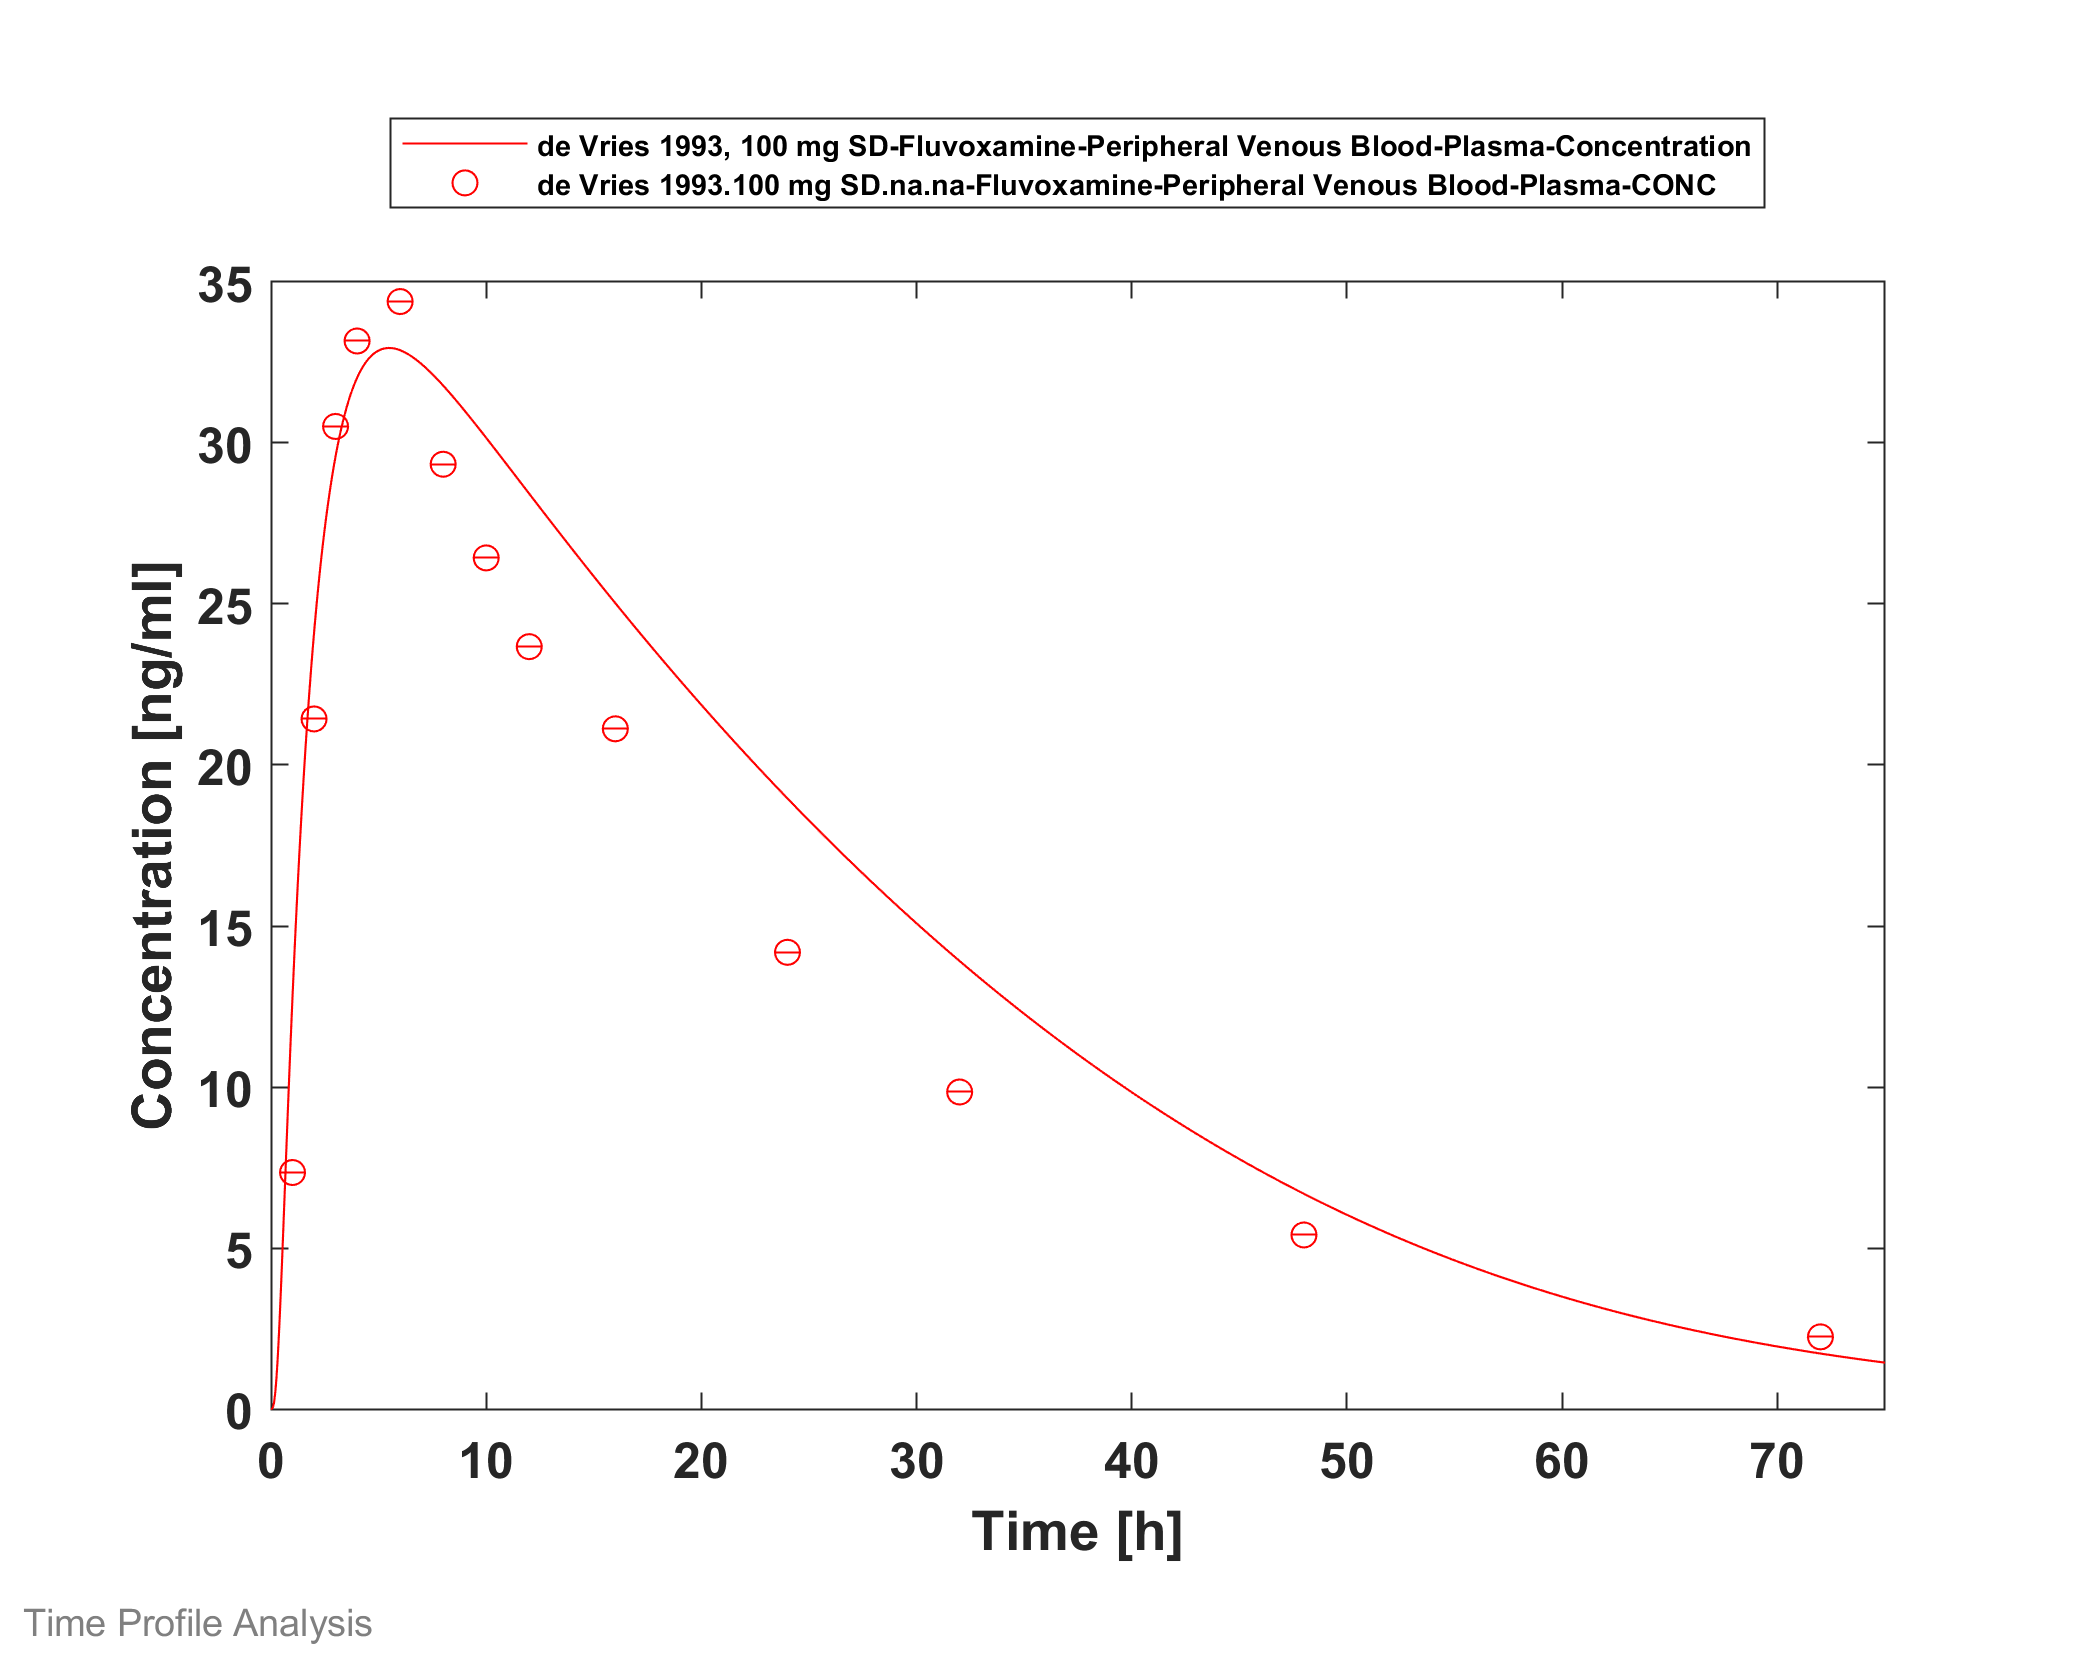 de Vries 1993, 100 mg SD-Fluvoxamine-Peripheral Venous Blood-Plasma-Concentration
de Vries 1993.100 mg SD.na.na-Fluvoxamine-Peripheral Venous Blood-Plasma-CONC
35
30
25
20
15
10
5
0
Concentration [ng/ml]
0 10 20 30 40 50 60 70
Time [h]
Time Profile Analysis